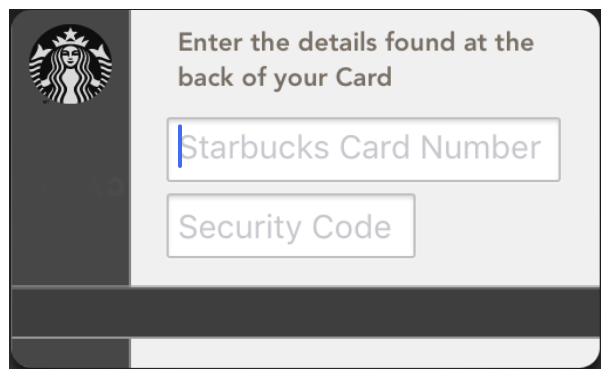 Enter the details found at the
back of your Card
Starbucks Card Number
Security Code